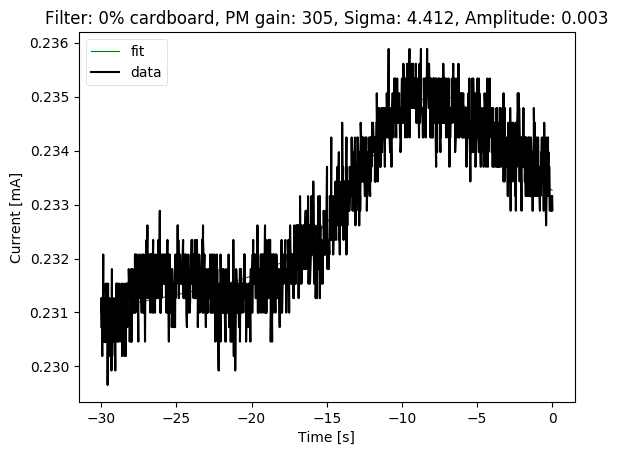 Filter: 0% cardboard, PM gain: 305, Sigma: 4.412, Amplitude: 0.003
fit
data
0.236
0.235
0.234
0.233
0.232
0.231
0.230
Current [mA]
−30 −25 −20 −15 −10 −5 0
Time [s]